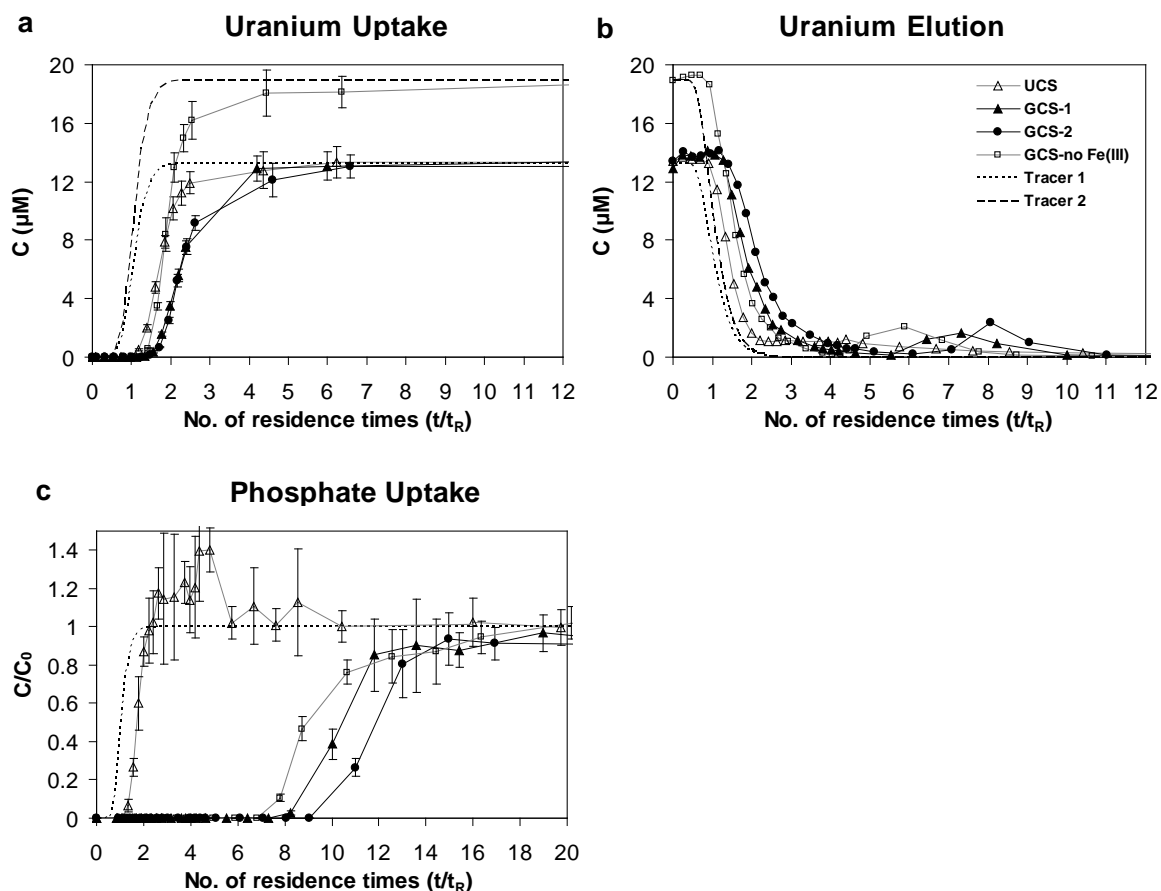 a
Uranium Uptake
20
16
12
8
4
0
C (µM)
0 1 2 3 4 5 6 7 8 9 10 11 12
No. of residence times (t/tR)
b
Uranium Elution
20
16
12
8
4
0
C (µM)
0 1 2 3 4 5 6 7 8 9 10 11 12
No. of residence times (t/tR)
UCS
GCS-1
GCS-2
GCS-no Fe(III)
Tracer 1
Tracer 2
c
Phosphate Uptake
1.4
1.2
1
0.8
0.6
0.4
0.2
0
C/C0
0 2 4 6 8 10 12 14 16 18 20
No. of residence times (t/tR)